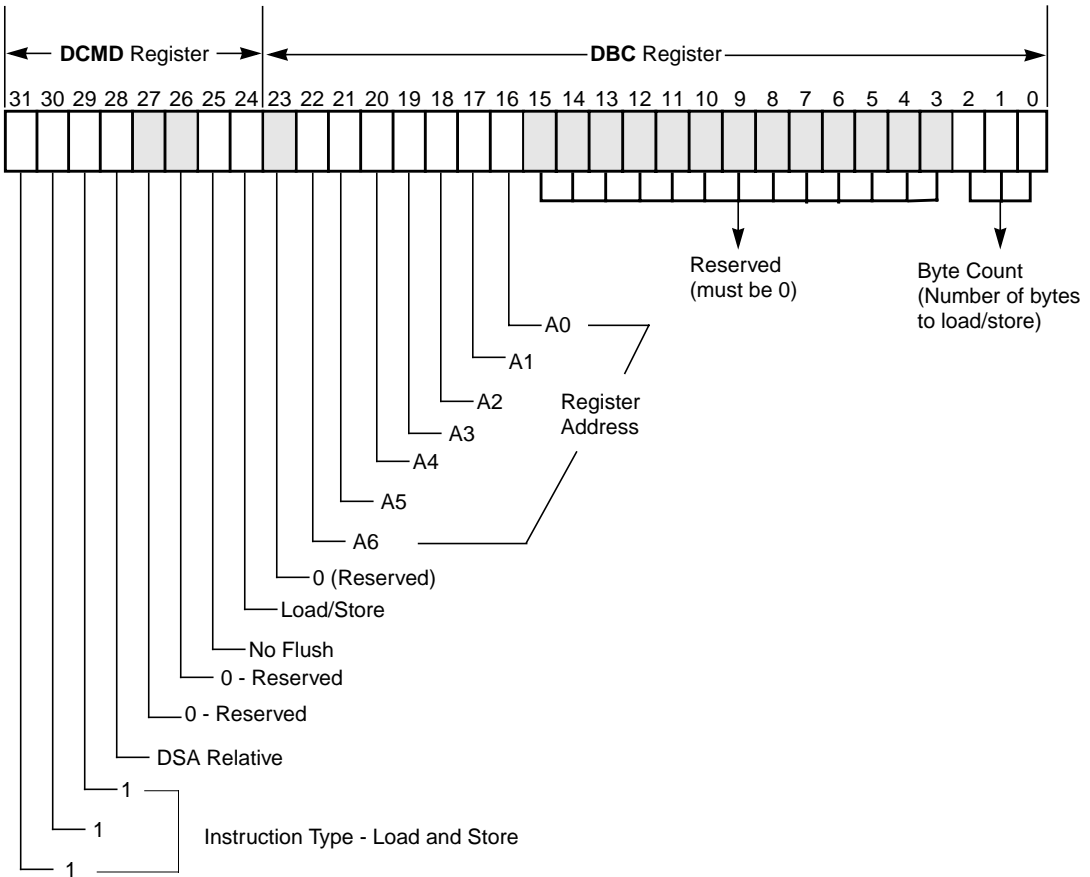 DCMD Register
DBC Register
31 30 29 28 27 26 25 24 23 22 21 20 19 18 17 16 15 14 13 12 11 10 9 8 7 6 5 4 3 2 1 0
Reserved
(must be 0)
Byte Count
(Number of bytes
to load/store)
A0
A1
A2
A3
A4
A5
A6
Register
Address
0 (Reserved)
Load/Store
No Flush
0 - Reserved
0 - Reserved
DSA Relative
1
1
1
Instruction Type - Load and Store